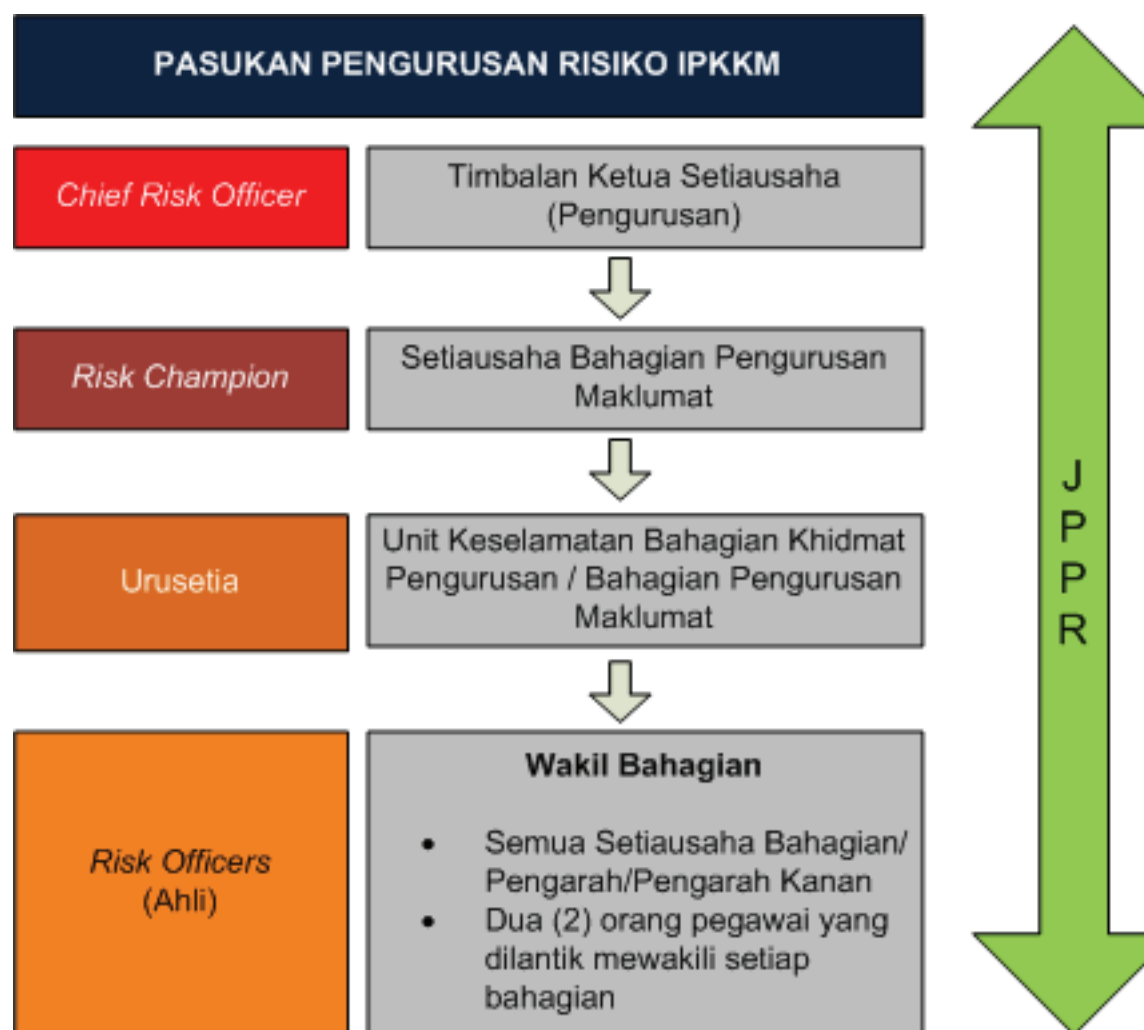 PASUKAN PENGURUSAN RISIKO IPKKM
Chief Risk Officer
Timbalan Ketua Setiausaha
(Pengurusan)
Risk Champion
Setiausaha Bahagian Pengurusan
Maklumat
Urusetia
Unit Keselamatan Bahagian Khidmat
Pengurusan / Bahagian Pengurusan
Maklumat
Risk Officers
(Ahli)
Wakil Bahagian
• Semua Setiausaha Bahagian/
Pengarah/Pengarah Kanan
• Dua (2) orang pegawai yang
dilantik mewakili setiap
bahagian
J
P
P
R